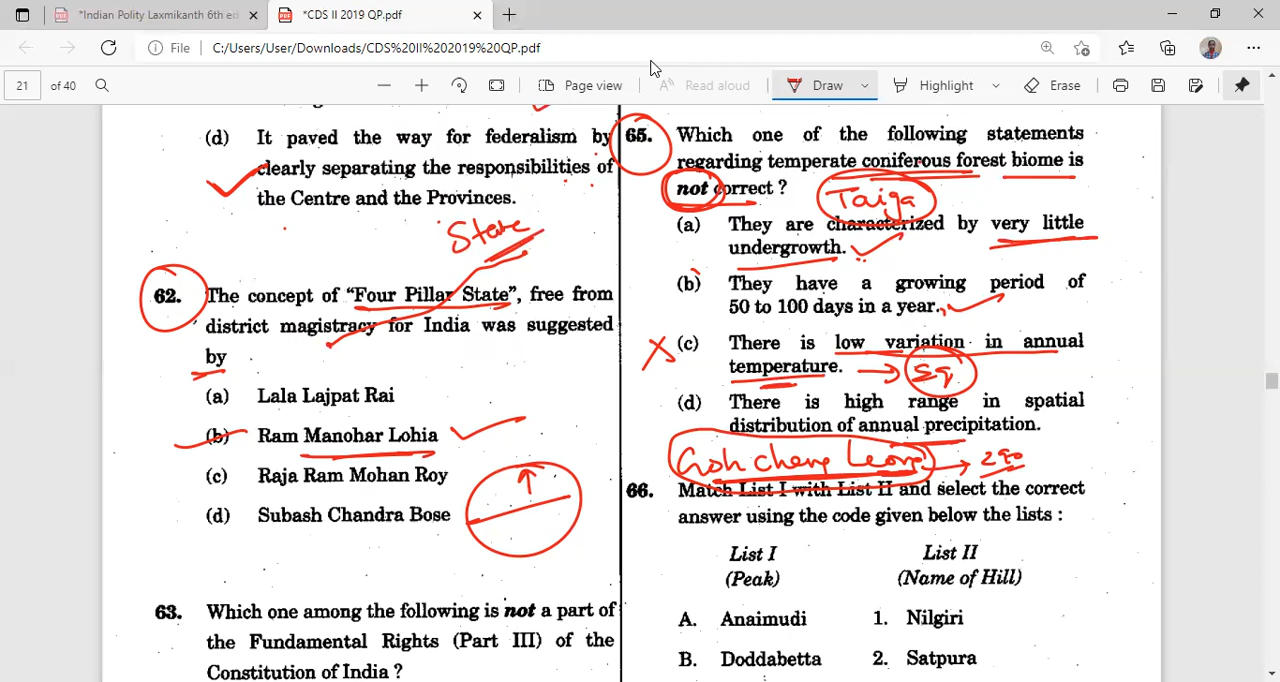 *Indian Polity Laxmikanth 6th ed
*CDS II 2019 QP.pdf
File
C:/Users/User/Downloads/CDS%20II%202019%20QP.pdf
21 of 40
Page view
Read aloud
Draw
Highlight
Erase
(d) It paved the way for federalism by
clearly separating the responsibilities of
the Centre and the Provinces.
State
62. The concept of "Four Pillar State", free from
district magistracy for India was suggested
by
(a) Lala Lajpat Rai
(b) Ram Manohar Lohia
(c) Raja Ram Mohan Roy
(d) Subash Chandra Bose
63. Which one among the following is not a part of
the Fundamental Rights (Part III) of the
Constitution of India ?
65. Which one of the following statements
regarding temperate coniferous forest biome is
not correct ?
Taiga
(a) They are characterized by very little
undergrowth.
(b) They have a growing period of
50 to 100 days in a year.
(c) There is low variation in annual
temperature.
(d) There is high range in spatial
distribution of annual precipitation.
Goh cheng Leong
66. Match List I with List II and select the correct
answer using the code given below the lists :
List I List II
(Peak) (Name of Hill)
A. Anaimudi 1. Nilgiri
B. Doddabetta 2. Satpura